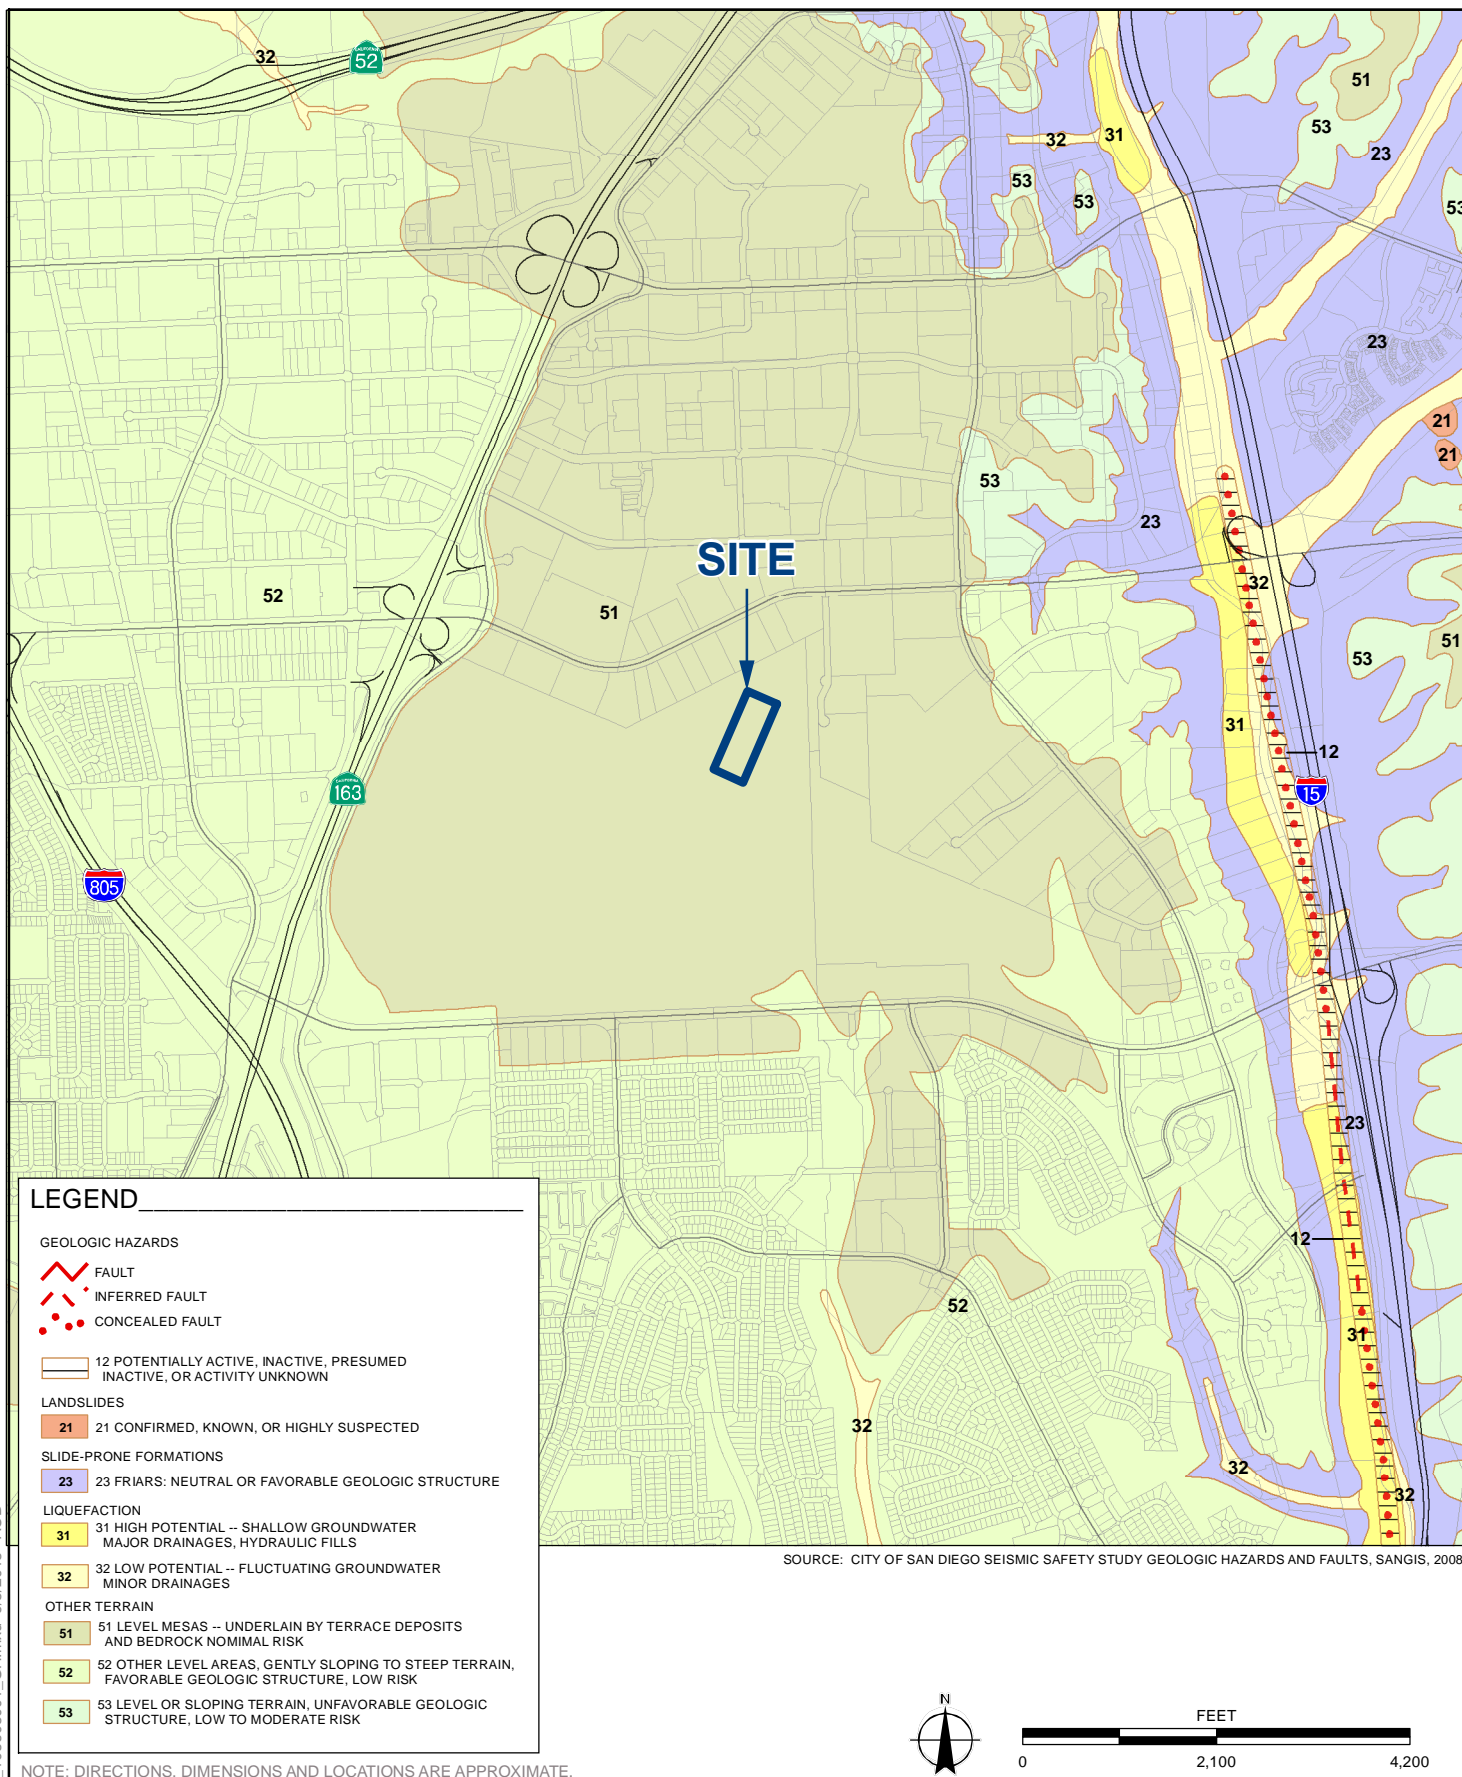 32
CALIFORNIA
52
51
53
23
32
31
53
53
53
23
21
21
53
23
SITE
52
51
32
53
51
31
12
CALIFORNIA
163
15
805
23
12
52
31
32
32
32
LEGEND
GEOLOGIC HAZARDS
FAULT
INFERRED FAULT
CONCEALED FAULT
12 POTENTIALLY ACTIVE, INACTIVE, PRESUMED
INACTIVE, OR ACTIVITY UNKNOWN
LANDSLIDES
21 21 CONFIRMED, KNOWN, OR HIGHLY SUSPECTED
SLIDE-PRONE FORMATIONS
23 23 FRIARS: NEUTRAL OR FAVORABLE GEOLOGIC STRUCTURE
LIQUEFACTION
31 31 HIGH POTENTIAL -- SHALLOW GROUNDWATER
MAJOR DRAINAGES, HYDRAULIC FILLS
32 32 LOW POTENTIAL -- FLUCTUATING GROUNDWATER
MINOR DRAINAGES
OTHER TERRAIN
51 51 LEVEL MESAS -- UNDERLAIN BY TERRACE DEPOSITS
AND BEDROCK NOMIMAL RISK
52 52 OTHER LEVEL AREAS, GENTLY SLOPING TO STEEP TERRAIN,
FAVORABLE GEOLOGIC STRUCTURE, LOW RISK
53 53 LEVEL OR SLOPING TERRAIN, UNFAVORABLE GEOLOGIC
STRUCTURE, LOW TO MODERATE RISK
SOURCE: CITY OF SAN DIEGO SEISMIC SAFETY STUDY GEOLOGIC HAZARDS AND FAULTS, SANGIS, 2008
N
FEET
0 2,100 4,200
NOTE: DIRECTIONS, DIMENSIONS AND LOCATIONS ARE APPROXIMATE.